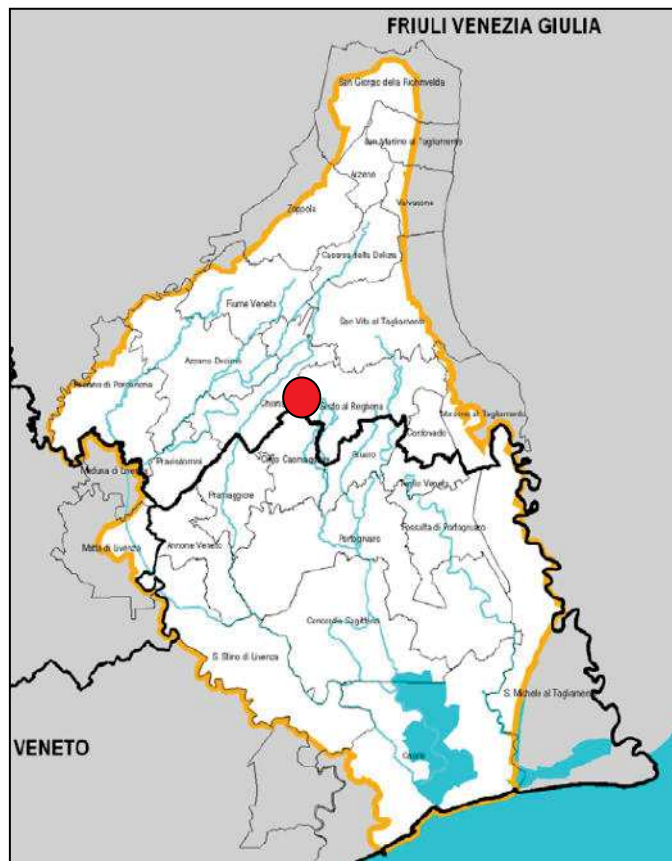 FRIULI VENEZIA GIULIA
San Giorgio della Richinvelda
San Martino al Tagliamento
Arzene
Valvasone
Zoppola
Casarsa della Delizia
Fiume Veneto
San Vito al Tagliamento
Azzano Decimo
Pasiano di Pordenone
Chions
Sesto al Reghena
Morsano al Tagliamento
Cordovado
Pravisdomini
Meduna di Livenza
Cinto Caomaggiore
Gruaro
Teglio Veneto
Pramaggiore
Fossalta di Portogruaro
Portogruaro
Annone Veneto
Motta di Livenza
Concordia Sagittaria
S. Stino di Livenza
S. Michele al Tagliamento
VENETO
Caorle